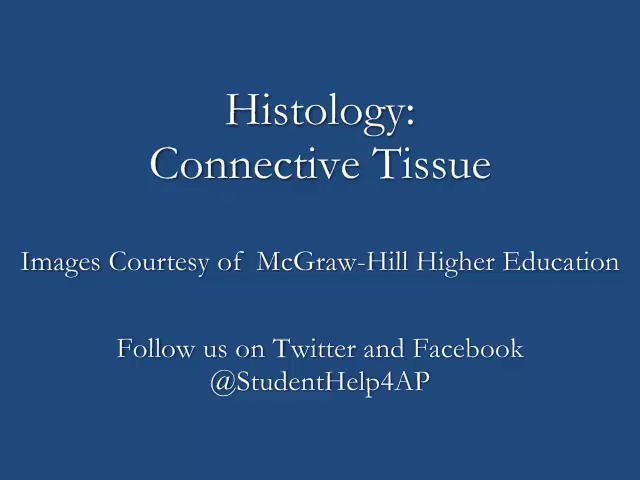 Histology:
Connective Tissue
Images Courtesy of McGraw-Hill Higher Education
Follow us on Twitter and Facebook
@StudentHelp4AP